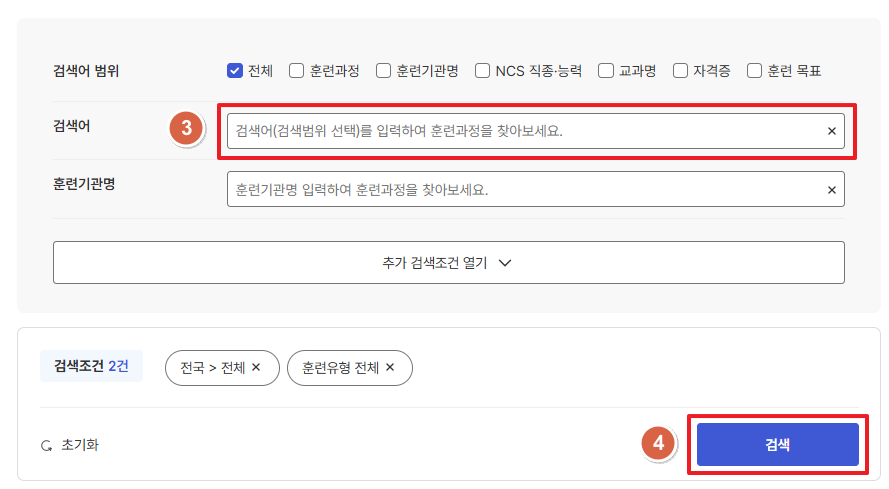 검색어 범위 전체 훈련과정 훈련기관명 NCS 직종·능력 교과명 자격증 훈련 목표
검색어 3 검색어(검색범위 선택)를 입력하여 훈련과정을 찾아보세요. ×
훈련기관명 훈련기관명 입력하여 훈련과정을 찾아보세요. ×
추가 검색조건 열기
검색조건 2건 전국 > 전체 × 훈련유형 전체 ×
초기화 4 검색